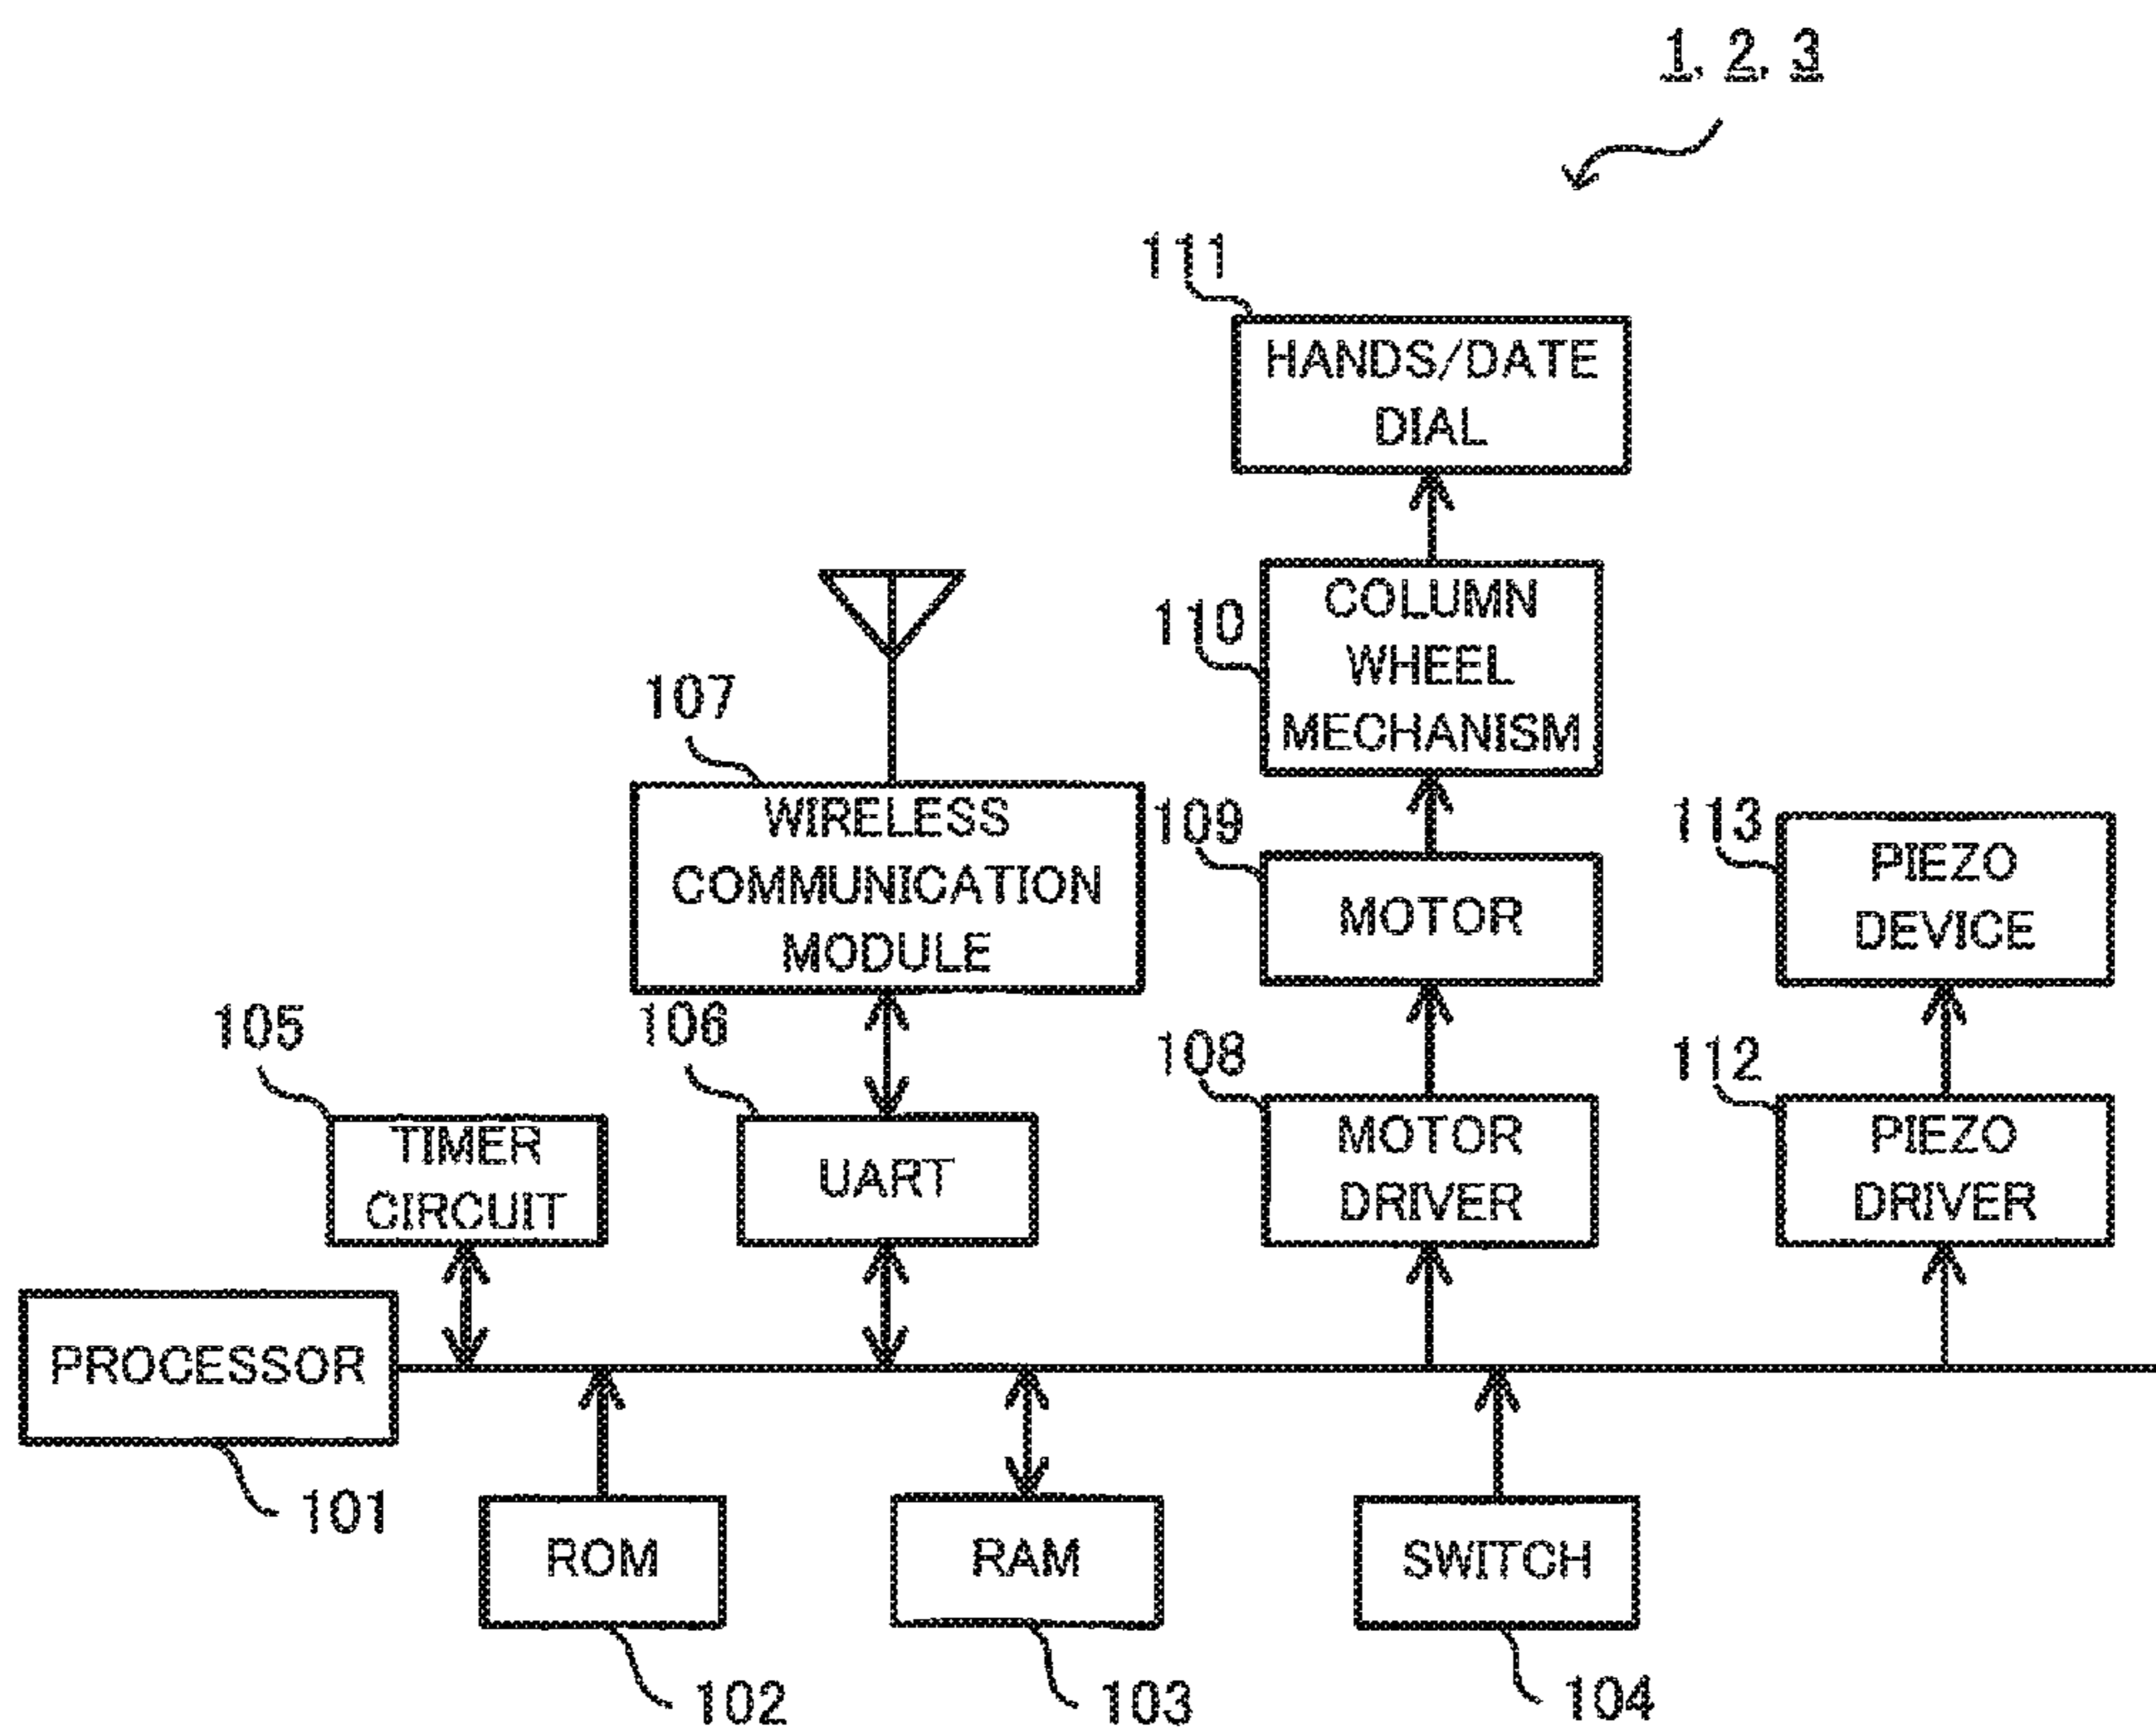 1, 2, 3
111
HANDS/DATE
DIAL
110
COLUMN
WHEEL
MECHANISM
107
WIRELESS
COMMUNICATION
MODULE
109
MOTOR
113
PIEZO
DEVICE
105
TIMER
CIRCUIT
106
UART
108
MOTOR
DRIVER
112
PIEZO
DRIVER
PROCESSOR
101
ROM
102
RAM
103
SWITCH
104